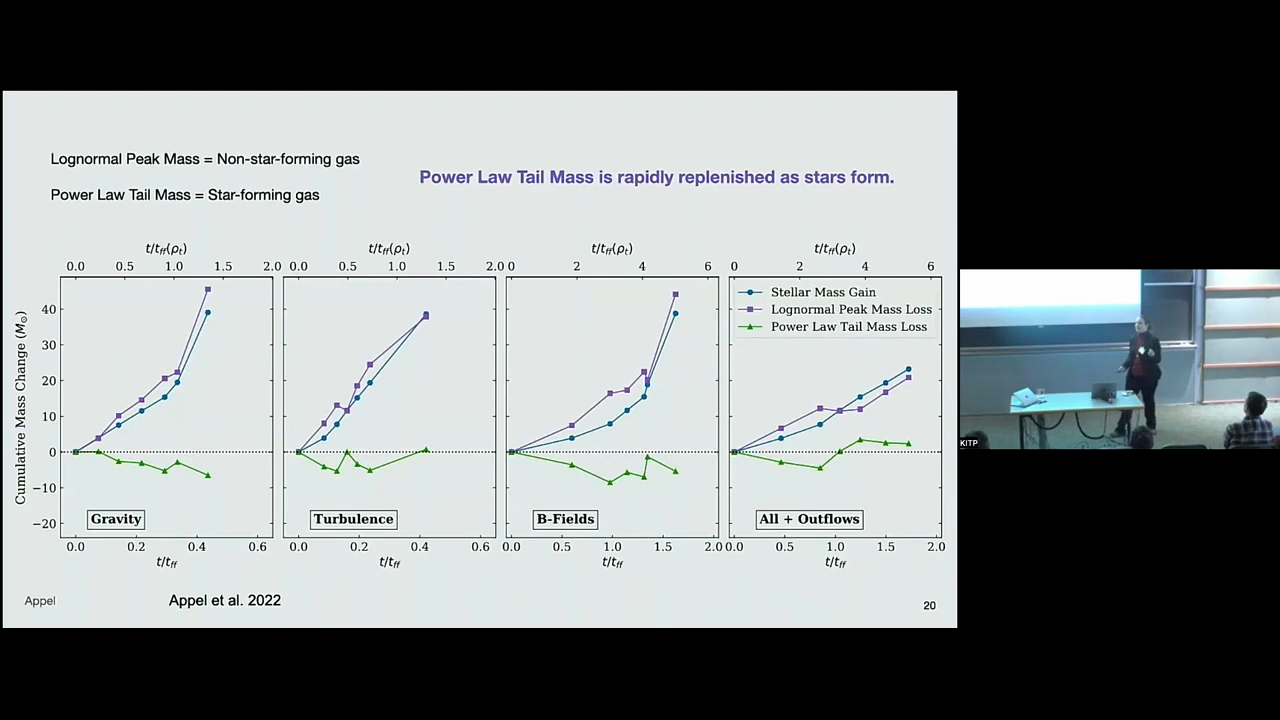 Lognormal Peak Mass = Non-star-forming gas
Power Law Tail Mass = Star-forming gas
Power Law Tail Mass is rapidly replenished as stars form.
t/t_ff(ρ_t) t/t_ff(ρ_t) t/t_ff(ρ_t) t/t_ff(ρ_t)
0.0 0.5 1.0 1.5 2.0 0.0 0.5 1.0 1.5 2.0 0 2 4 6 0 2 4 6
Cumulative Mass Change (M⊙)
40
30
20
10
0
−10
−20
Stellar Mass Gain
Lognormal Peak Mass Loss
Power Law Tail Mass Loss
Gravity Turbulence B-Fields All + Outflows
0.0 0.2 0.4 0.6 0.0 0.2 0.4 0.6 0.0 0.5 1.0 1.5 2.0 0.0 0.5 1.0 1.5 2.0
t/t_ff t/t_ff t/t_ff t/t_ff
Appel
Appel et al. 2022
20
KITP